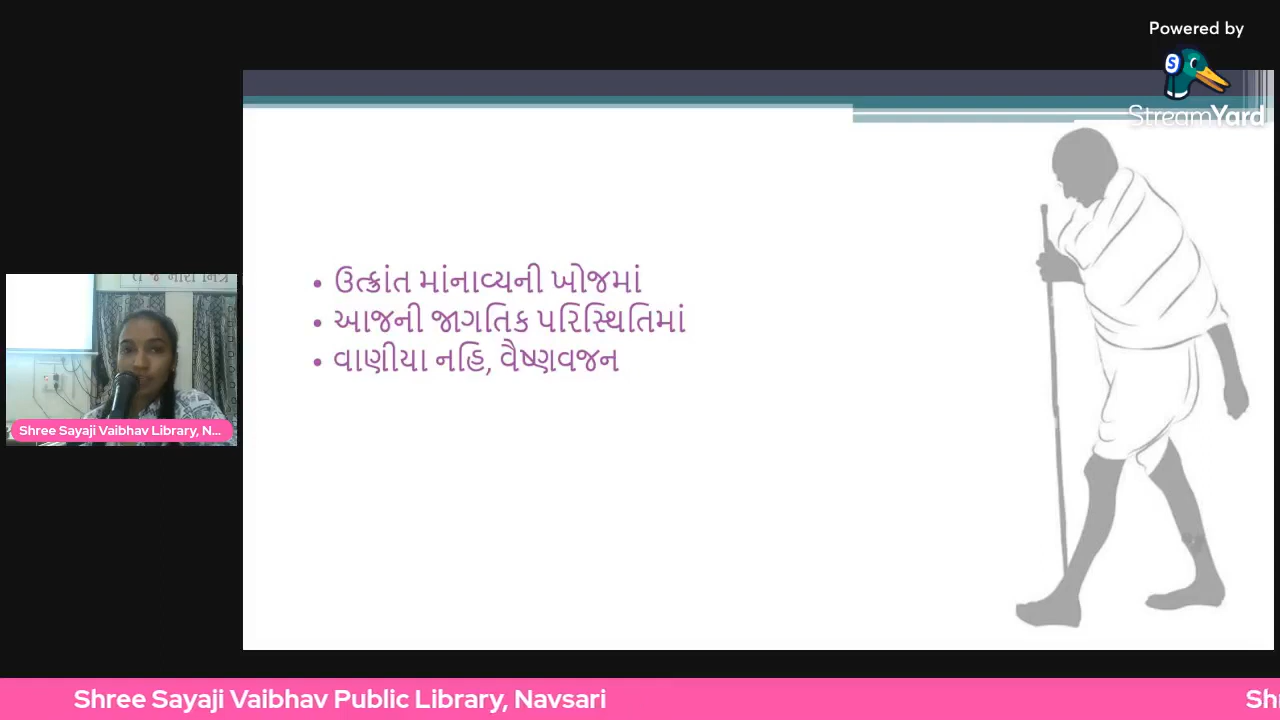 Powered by
StreamYard
• ઉત્ક્રાંત માંનાવ્યની ખોજમાં
• આજની જાગતિક પરિસ્થિતિમાં
• વાણીયા નહિ, વૈષ્ણવજન
Shree Sayaji Vaibhav Library, N...
Shree Sayaji Vaibhav Public Library, Navsari
Shr